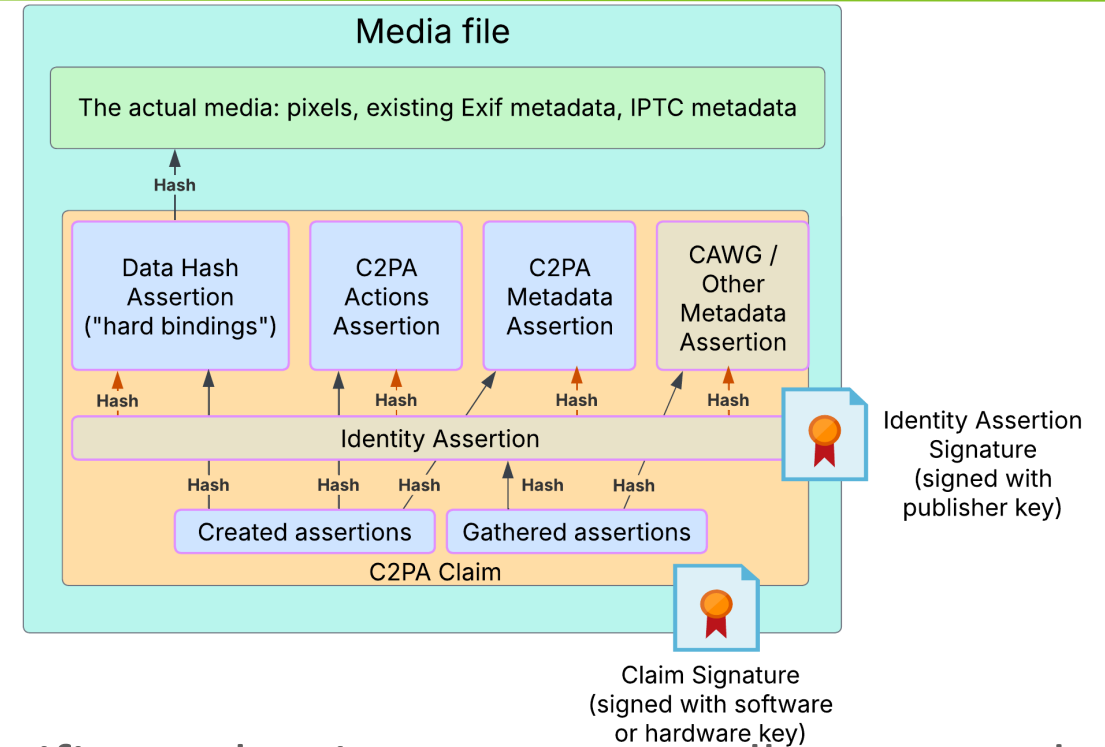 Media file
The actual media: pixels, existing Exif metadata, IPTC metadata
Hash
Data Hash
Assertion
("hard bindings")
C2PA
Actions
Assertion
C2PA
Metadata
Assertion
CAWG /
Other
Metadata
Assertion
Hash
Hash
Hash
Hash
Identity Assertion
Hash
Hash
Hash
Hash
Hash
Created assertions
Gathered assertions
C2PA Claim
Identity Assertion
Signature
(signed with
publisher key)
Claim Signature
(signed with software
or hardware key)